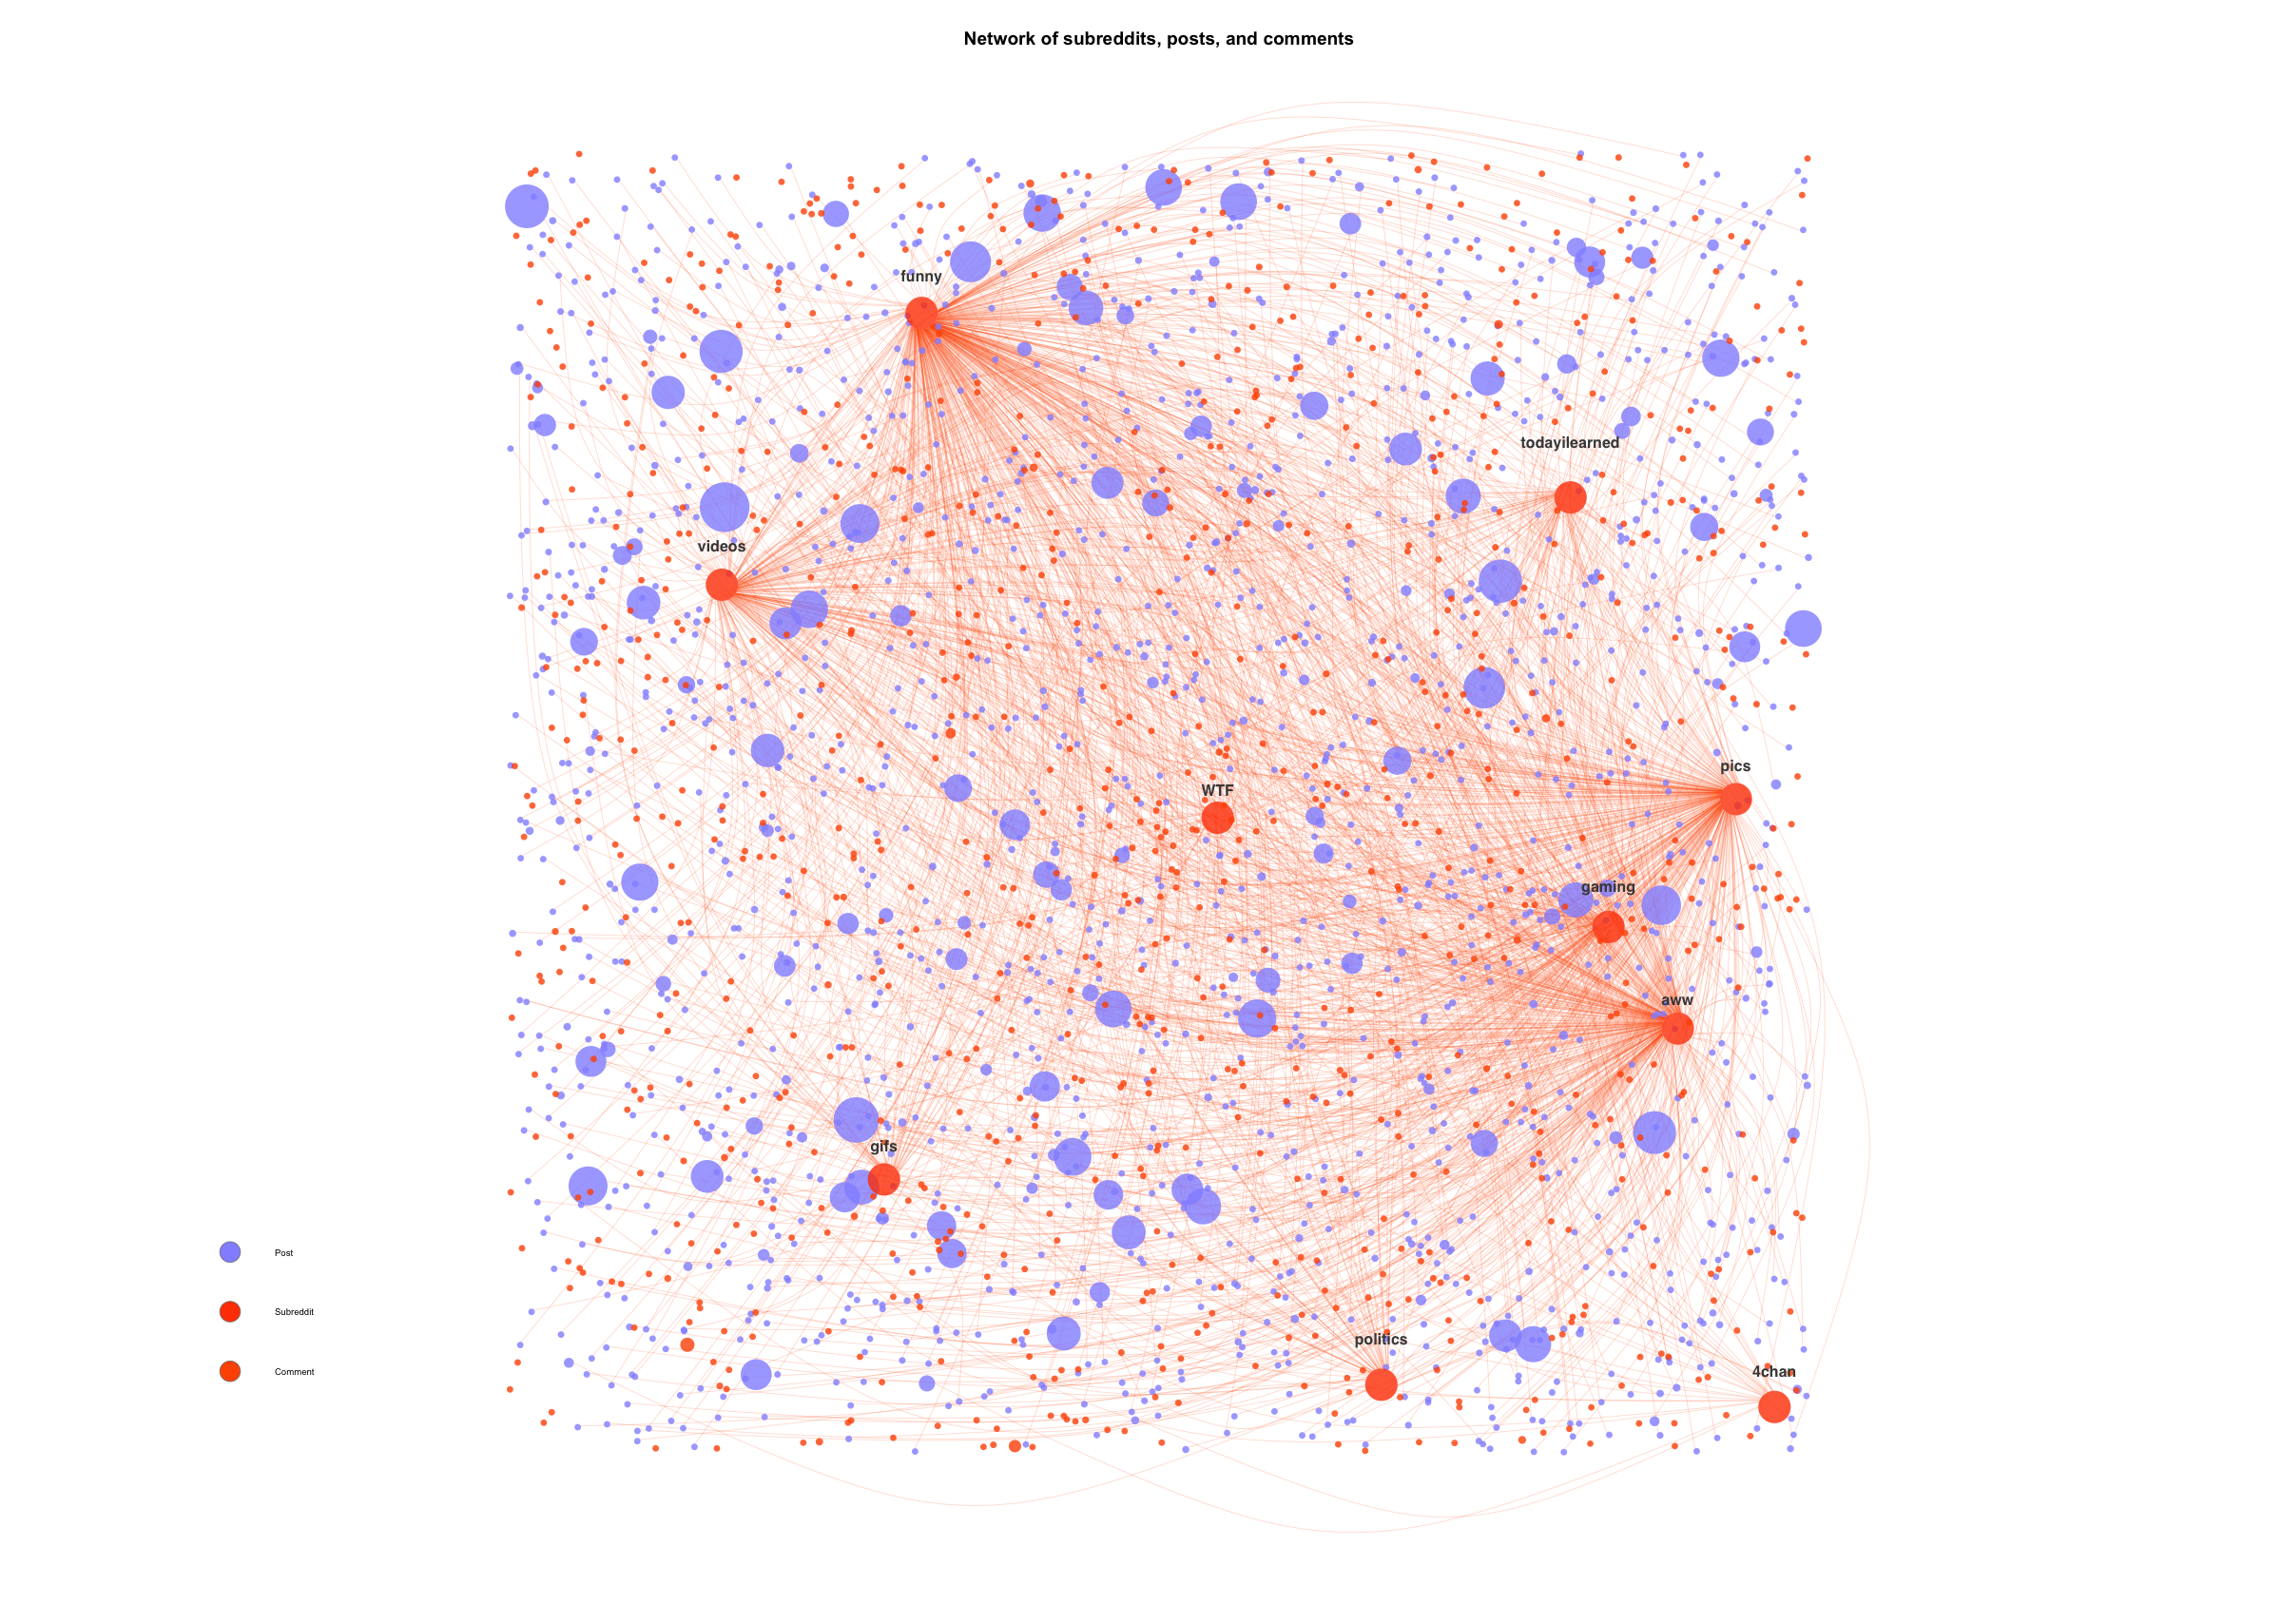 Network of subreddits, posts, and comments
funny
todayilearned
videos
pics
WTF
gaming
aww
gifs
Post
Subreddit
politics
Comment
4chan